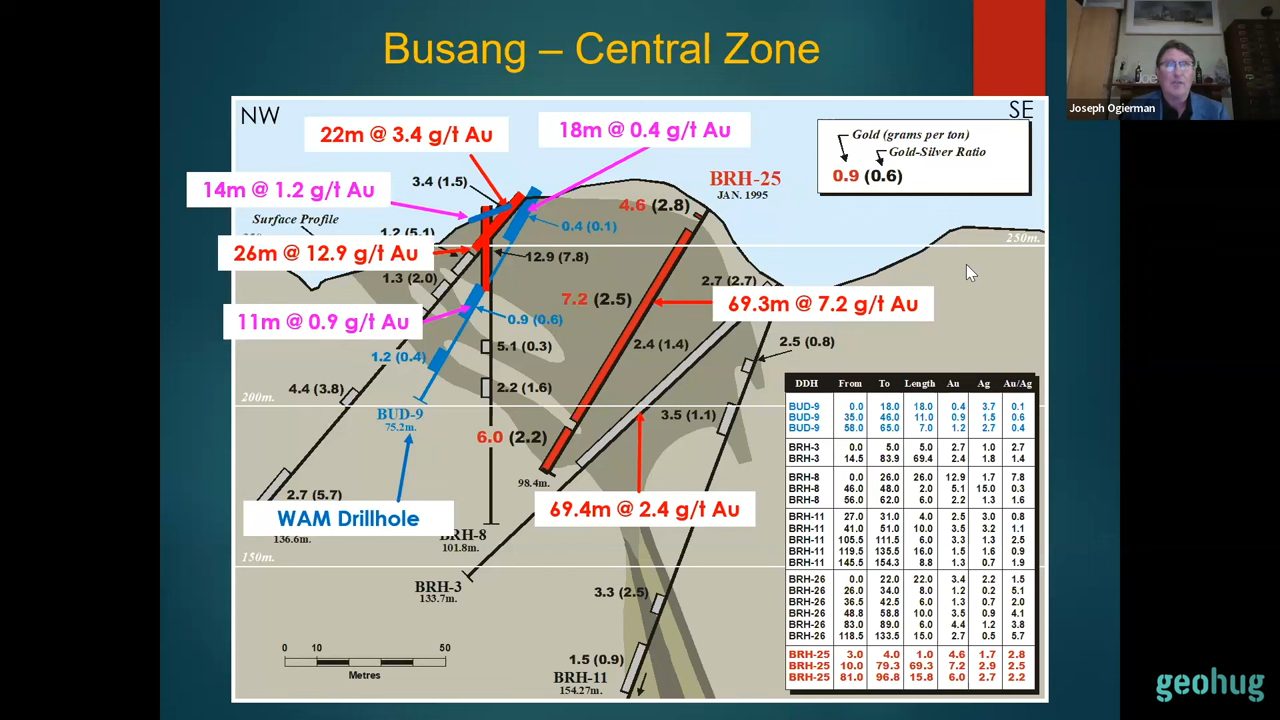 Busang – Central Zone
Joe
Joseph Ogierman
NW
SE
22m @ 3.4 g/t Au
18m @ 0.4 g/t Au
Gold (grams per ton)
Gold-Silver Ratio
0.9 (0.6)
14m @ 1.2 g/t Au
3.4 (1.5)
BRH-25
JAN. 1995
4.6 (2.8)
Surface Profile
1.2 (5.1)
0.4 (0.1)
250m.
26m @ 12.9 g/t Au
12.9 (7.8)
1.3 (2.0)
2.7 (2.7)
7.2 (2.5)
69.3m @ 7.2 g/t Au
11m @ 0.9 g/t Au
0.9 (0.6)
5.1 (0.3)
2.4 (1.4)
2.5 (0.8)
1.2 (0.4)
4.4 (3.8)
2.2 (1.6)
200m.
BUD-9
75.2m.
3.5 (1.1)
6.0 (2.2)
98.4m.
2.7 (5.7)
WAM Drillhole
69.4m @ 2.4 g/t Au
136.6m.
BRH-8
101.8m.
150m.
BRH-3
133.7m.
3.3 (2.5)
0 10 20 30 50
Metres
1.5 (0.9)
BRH-11
154.27m.
DDH From To Length Au Ag Au/Ag
BUD-9 0.0 18.0 18.0 0.4 3.7 0.1
BUD-9 35.0 46.0 11.0 0.9 1.5 0.6
BUD-9 58.0 65.0 7.0 1.2 2.7 0.4
BRH-3 0.0 5.0 5.0 2.7 1.0 2.7
BRH-3 14.5 83.9 69.4 2.4 1.8 1.4
BRH-8 0.0 26.0 26.0 12.9 1.7 7.8
BRH-8 46.0 48.0 2.0 5.1 15.0 0.3
BRH-8 56.0 62.0 6.0 2.2 1.3 1.6
BRH-11 27.0 31.0 4.0 2.5 3.0 0.8
BRH-11 41.0 51.0 10.0 3.5 3.2 1.1
BRH-11 105.5 111.5 6.0 3.3 1.3 2.5
BRH-11 119.5 135.5 16.0 1.5 1.6 0.9
BRH-11 145.5 154.3 8.8 1.3 0.7 1.9
BRH-26 0.0 22.0 22.0 3.4 2.2 1.5
BRH-26 26.0 34.0 8.0 1.2 0.2 5.1
BRH-26 36.5 42.5 6.0 1.3 0.7 2.0
BRH-26 48.8 58.8 10.0 3.5 0.9 4.1
BRH-26 83.0 89.0 6.0 4.4 1.2 3.8
BRH-26 118.5 133.5 15.0 2.7 0.5 5.7
BRH-25 3.0 4.0 1.0 4.6 1.7 2.8
BRH-25 10.0 79.3 69.3 7.2 2.9 2.5
BRH-25 81.0 96.8 15.8 6.0 2.7 2.2
geohug